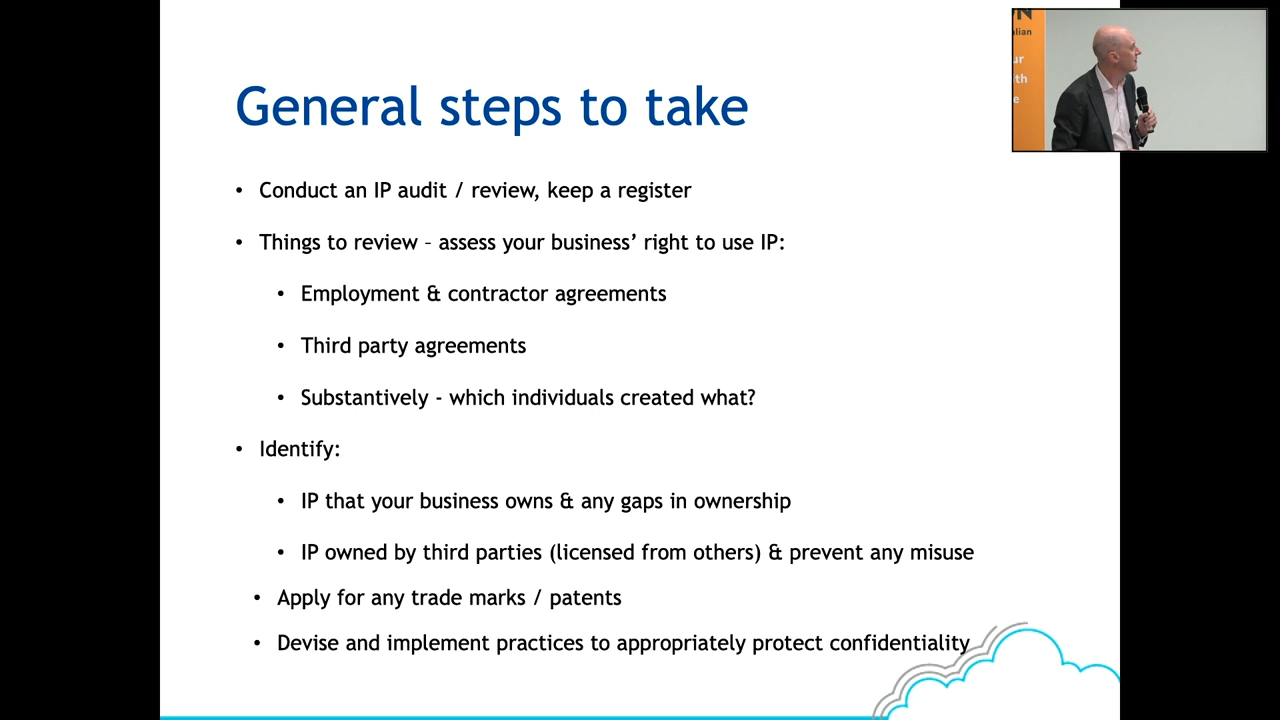 General steps to take
• Conduct an IP audit / review, keep a register
• Things to review – assess your business’ right to use IP:
• Employment & contractor agreements
• Third party agreements
• Substantively - which individuals created what?
• Identify:
• IP that your business owns & any gaps in ownership
• IP owned by third parties (licensed from others) & prevent any misuse
• Apply for any trade marks / patents
• Devise and implement practices to appropriately protect confidentiality